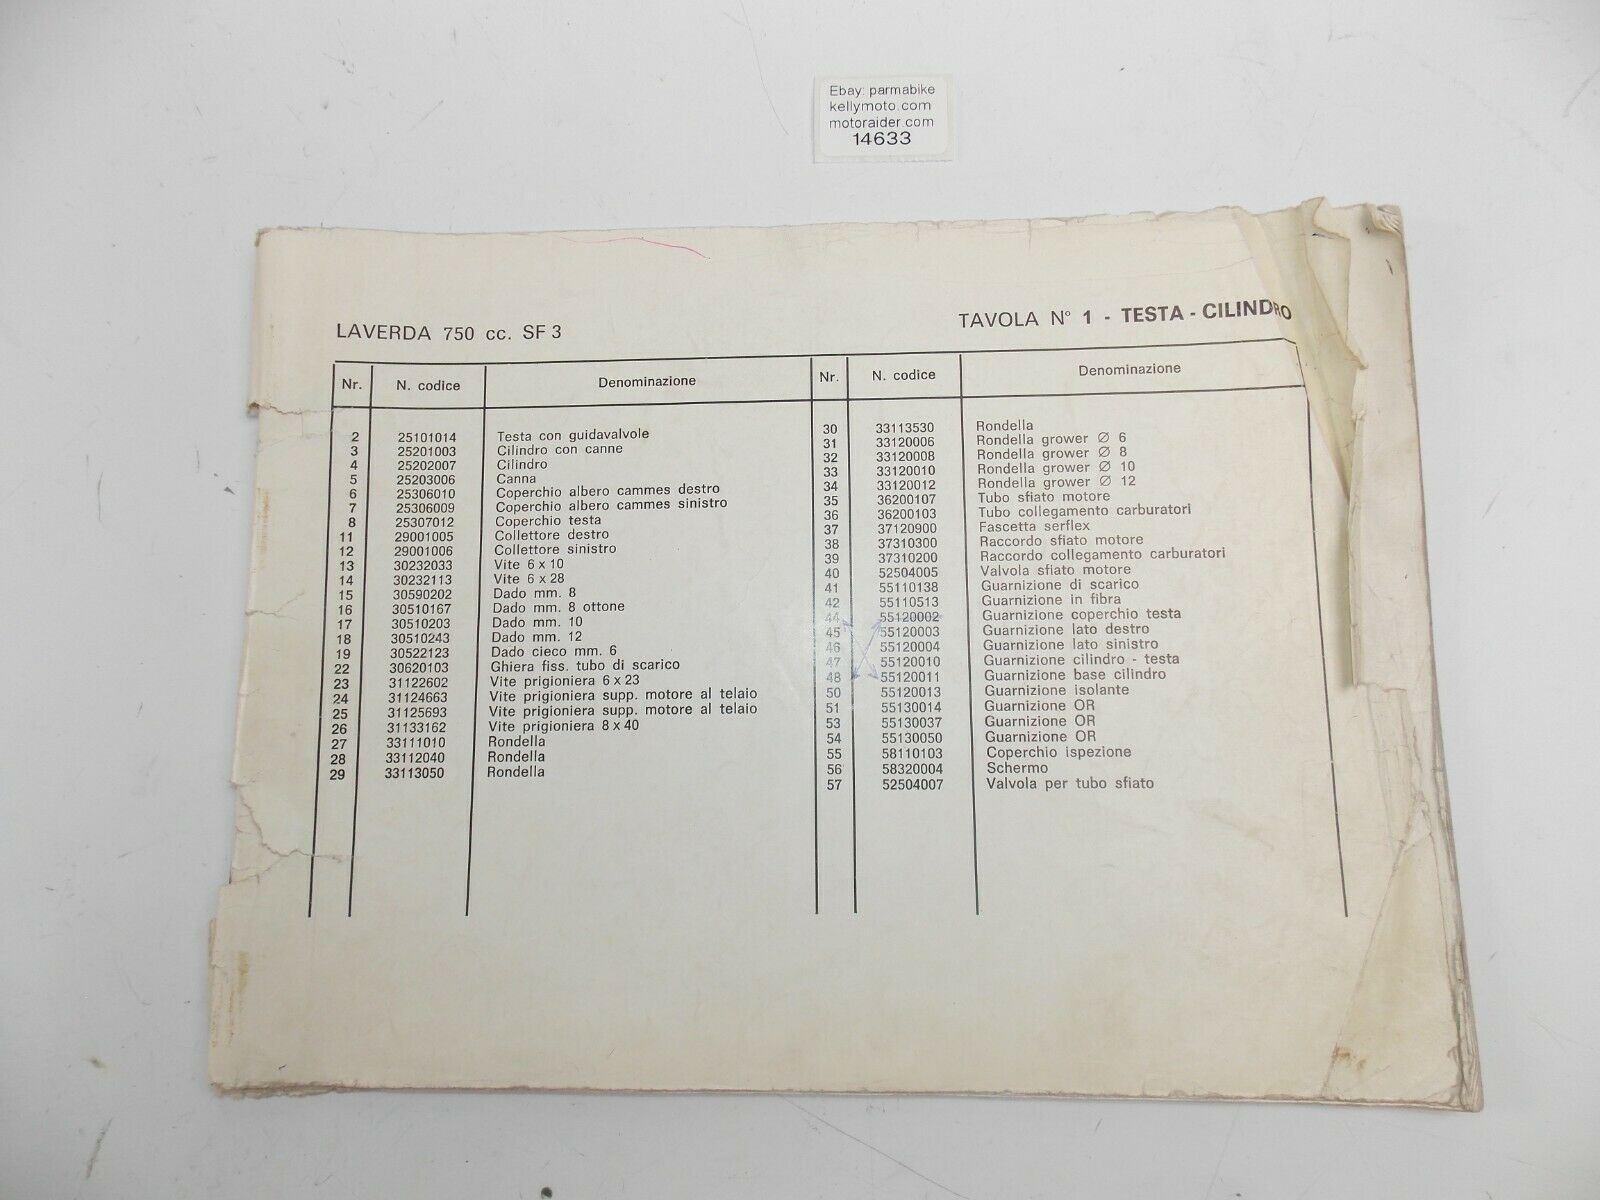 Ebay: parmabike
kellymoto.com
motoraider.com
14633
LAVERDA 750 cc. SF 3
TAVOLA N° 1 - TESTA - CILINDRO
Nr. N. codice Denominazione
2 25101014 Testa con guidavalvole
3 25201003 Cilindro con canne
4 25202007 Cilindro
5 25203006 Canna
6 25306010 Coperchio albero cammes destro
7 25306009 Coperchio albero cammes sinistro
8 25307012 Coperchio testa
11 29001005 Collettore destro
12 29001006 Collettore sinistro
13 30232033 Vite 6 x 10
14 30232113 Vite 6 x 28
15 30590202 Dado mm. 8
16 30510167 Dado mm. 8 ottone
17 30510203 Dado mm. 10
18 30510243 Dado mm. 12
19 30522123 Dado cieco mm. 6
22 30620103 Ghiera fiss. tubo di scarico
23 31122602 Vite prigioniera 6 x 23
24 31124663 Vite prigioniera supp. motore al telaio
25 31125693 Vite prigioniera supp. motore al telaio
26 31133162 Vite prigioniera 8 x 40
27 33111010 Rondella
28 33112040 Rondella
29 33113050 Rondella
Nr. N. codice Denominazione
30 33113530 Rondella
31 33120006 Rondella grower Ø 6
32 33120008 Rondella grower Ø 8
33 33120010 Rondella grower Ø 10
34 33120012 Rondella grower Ø 12
35 36200107 Tubo sfiato motore
36 36200103 Tubo collegamento carburatori
37 37120900 Fascetta serflex
38 37310300 Raccordo sfiato motore
39 37310200 Raccordo collegamento carburatori
40 52504005 Valvola sfiato motore
41 55110138 Guarnizione di scarico
42 55110513 Guarnizione in fibra
44 55120002 Guarnizione coperchio testa
45 55120003 Guarnizione lato destro
46 55120004 Guarnizione lato sinistro
47 55120010 Guarnizione cilindro - testa
48 55120011 Guarnizione base cilindro
50 55120013 Guarnizione isolante
51 55130014 Guarnizione OR
53 55130037 Guarnizione OR
54 55130050 Guarnizione OR
55 58110103 Coperchio ispezione
56 58320004 Schermo
57 52504007 Valvola per tubo sfiato